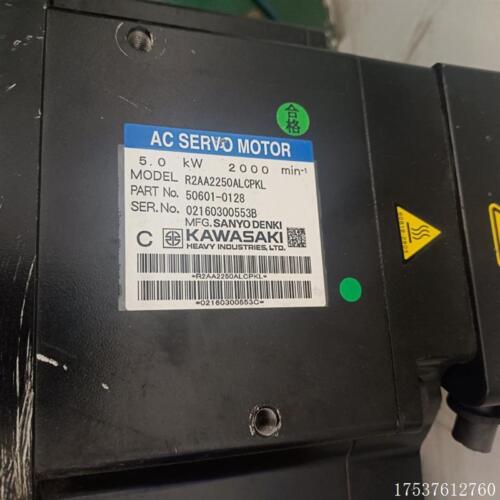 合格
AC SERVO MOTOR
5.0 kW 2000 min⁻¹
MODEL R2AA2250ALCPKL
PART No. 50601-0128
SER.No. 02160300553B
MFG.SANYO DENKI
C KAWASAKI
HEAVY INDUSTRIES, LTD.
*R2AA2250ALCPKL*
*02160300553C*
17537612760